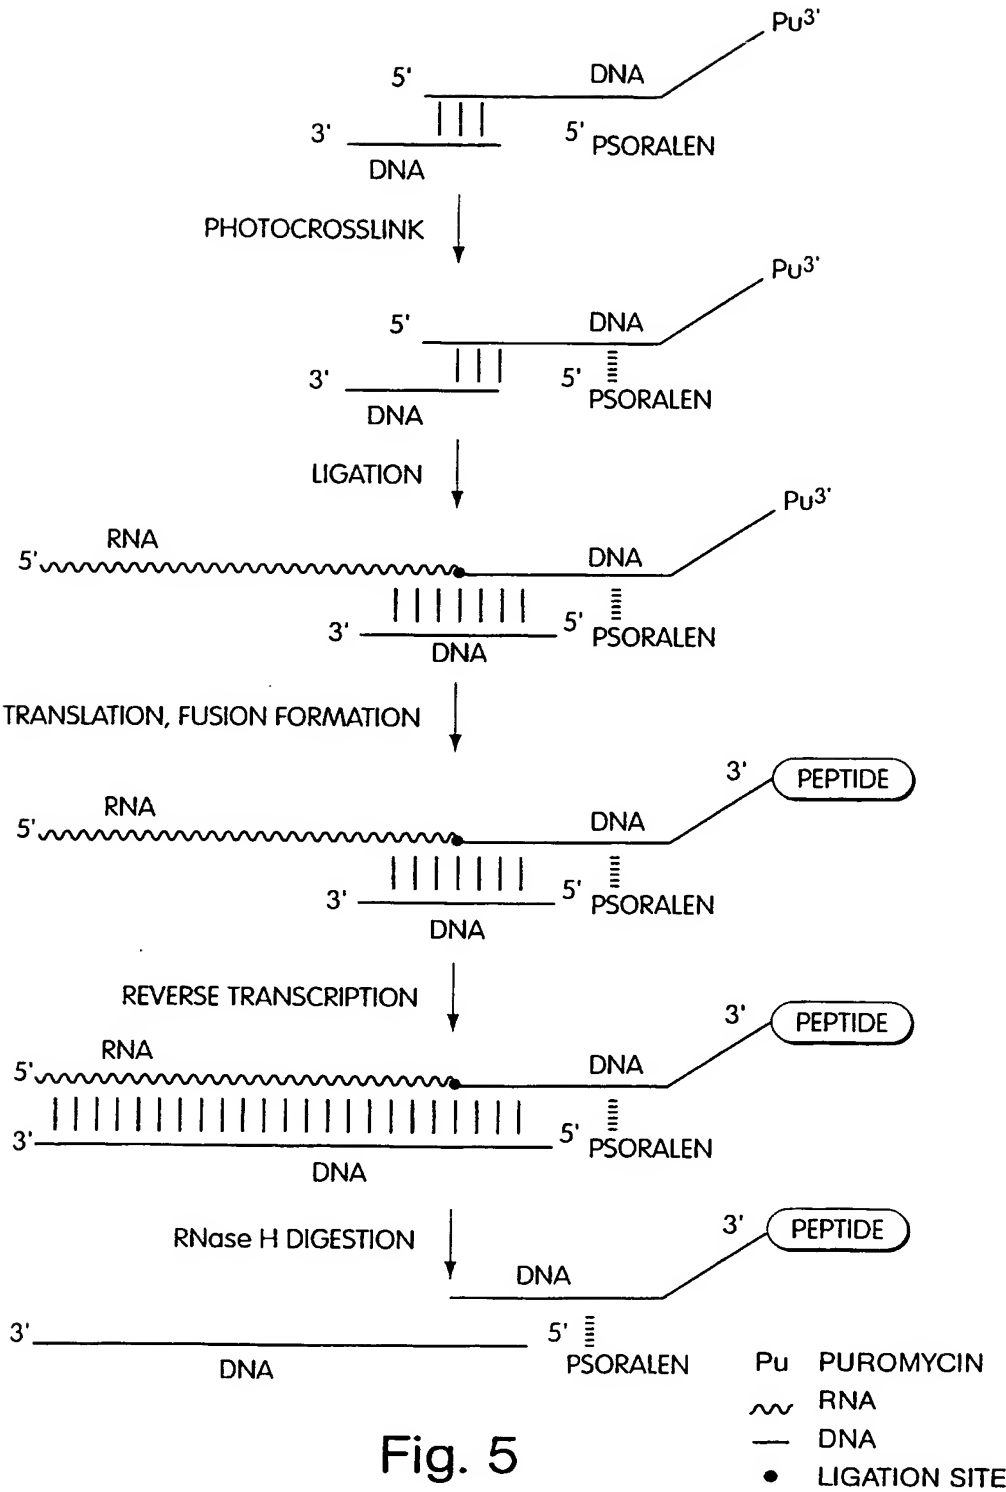 Pu3'
5' DNA
3' 5' PSORALEN
DNA
PHOTOCROSSLINK
Pu3'
5' DNA
3' 5' PSORALEN
DNA
LIGATION
Pu3'
RNA
5' DNA
3' 5' PSORALEN
DNA
TRANSLATION, FUSION FORMATION
3' PEPTIDE
RNA
5' DNA
3' 5' PSORALEN
DNA
REVERSE TRANSCRIPTION
3' PEPTIDE
RNA
5' DNA
3' 5' PSORALEN
DNA
RNase H DIGESTION
3' PEPTIDE
DNA
3' 5' PSORALEN
DNA
Pu PUROMYCIN
RNA
DNA
LIGATION SITE
Fig. 5